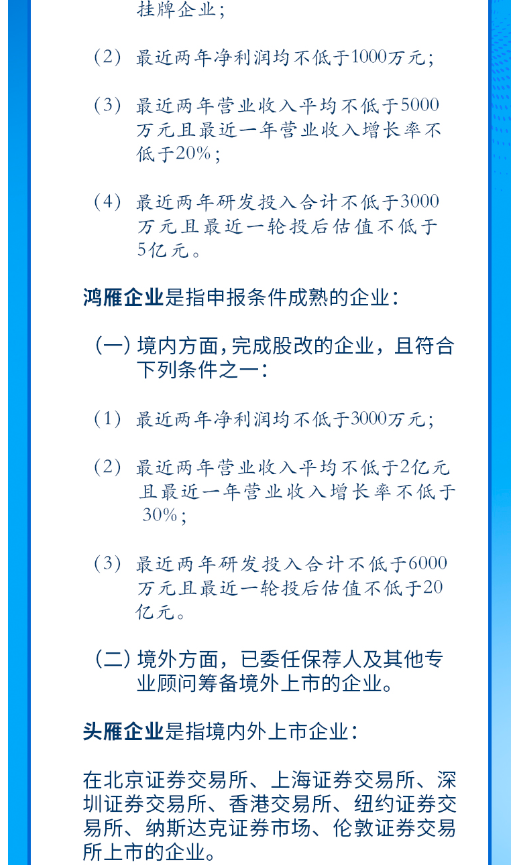 挂牌企业；
（2）最近两年净利润均不低于1000万元；
（3）最近两年营业收入平均不低于5000
万元且最近一年营业收入增长率不
低于20%；
（4）最近两年研发投入合计不低于3000
万元且最近一轮投后估值不低于
5亿元。
鸿雁企业是指申报条件成熟的企业：
（一）境内方面，完成股改的企业，且符合
下列条件之一：
（1）最近两年净利润均不低于3000万元；
（2）最近两年营业收入平均不低于2亿元
且最近一年营业收入增长率不低于
30%；
（3）最近两年研发投入合计不低于6000
万元且最近一轮投后估值不低于20
亿元。
（二）境外方面，已委任保荐人及其他专
业顾问筹备境外上市的企业。
头雁企业是指境内外上市企业：
在北京证券交易所、上海证券交易所、深
圳证券交易所、香港交易所、纽约证券交
易所、纳斯达克证券市场、伦敦证券交易
所上市的企业。